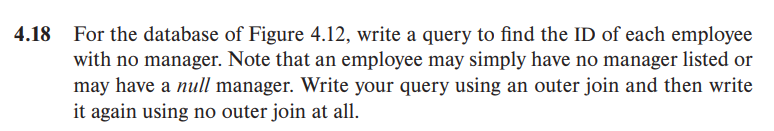 4.18 For the database of Figure 4.12, write a query to find the ID of each employee
with no manager. Note that an employee may simply have no manager listed or
may have a null manager. Write your query using an outer join and then write
it again using no outer join at all.